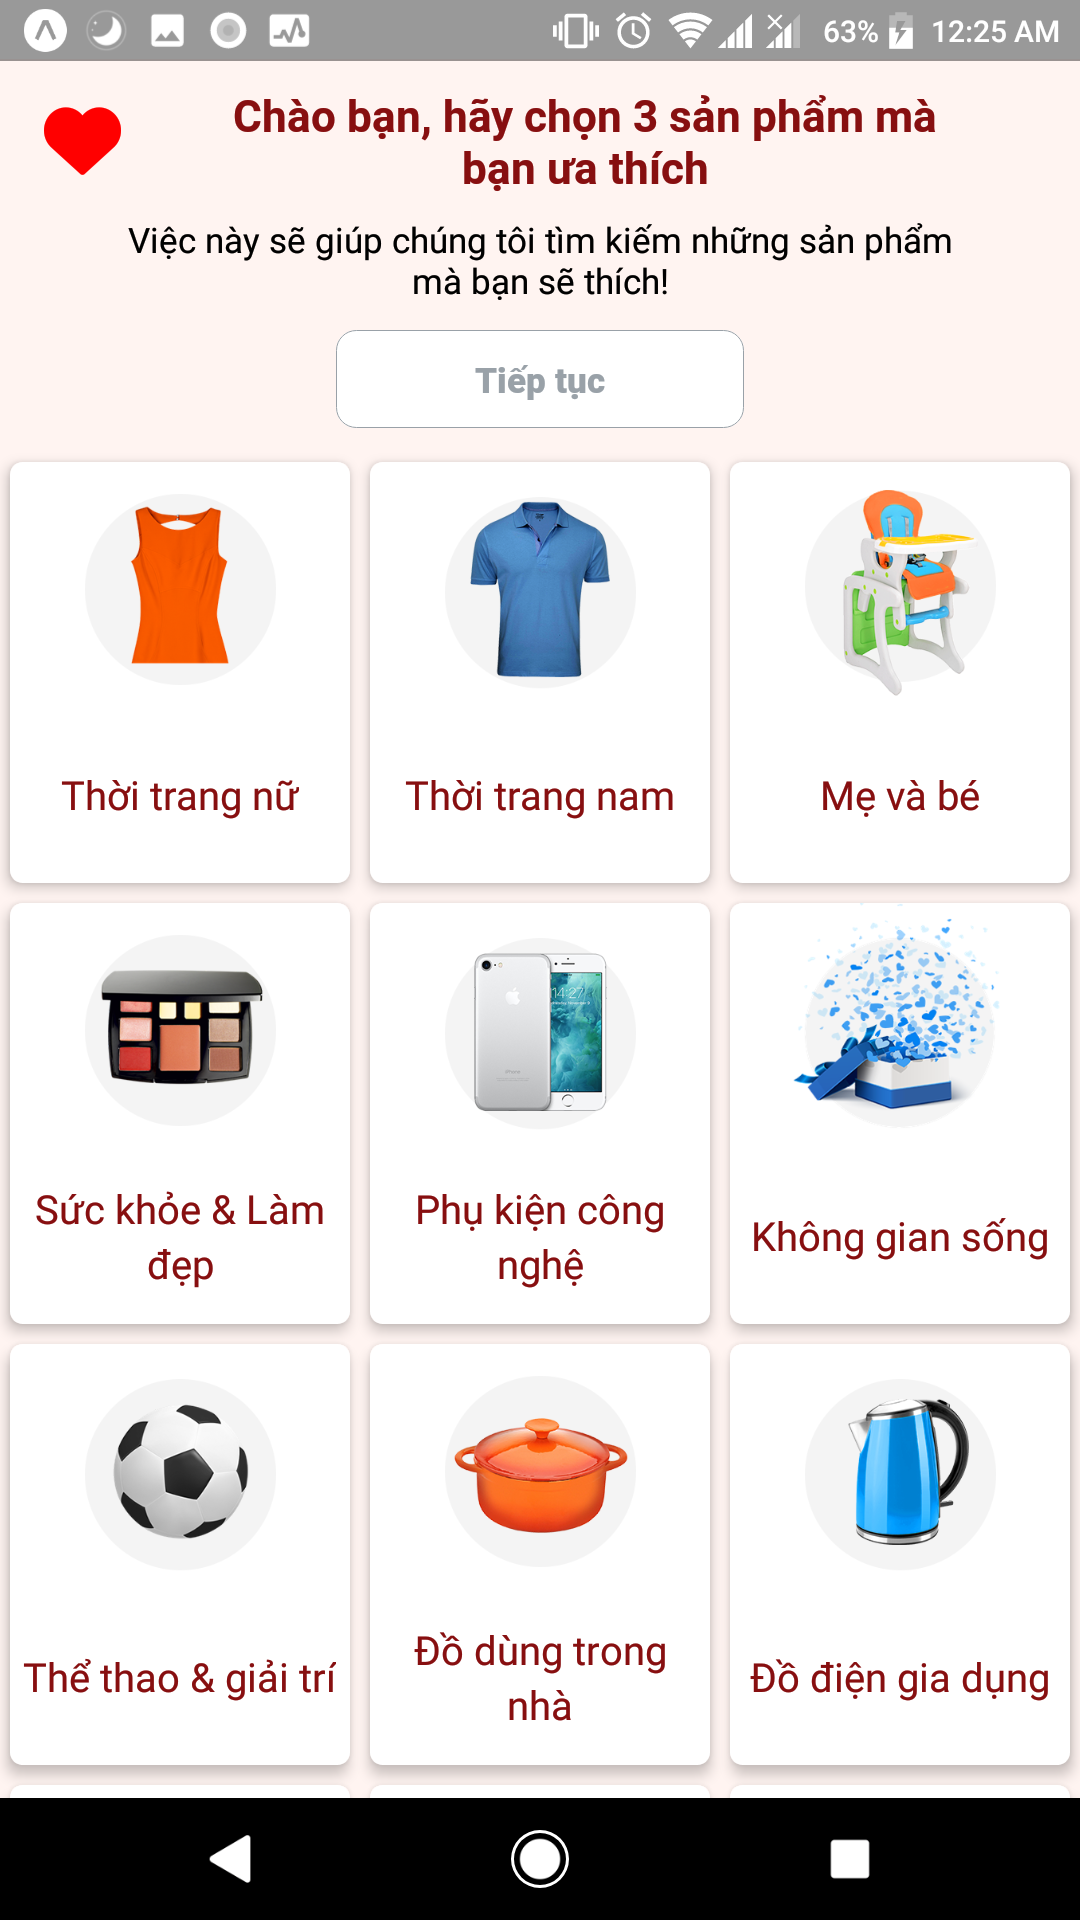 63% 12:25 AM
Chào bạn, hãy chọn 3 sản phẩm mà
bạn ưa thích
Việc này sẽ giúp chúng tôi tìm kiếm những sản phẩm
mà bạn sẽ thích!
Tiếp tục
Thời trang nữ
Thời trang nam
Mẹ và bé
14:27
iPhone
Sức khỏe & Làm
đẹp
Phụ kiện công
nghệ
Không gian sống
Thể thao & giải trí
Đồ dùng trong
nhà
Đồ điện gia dụng